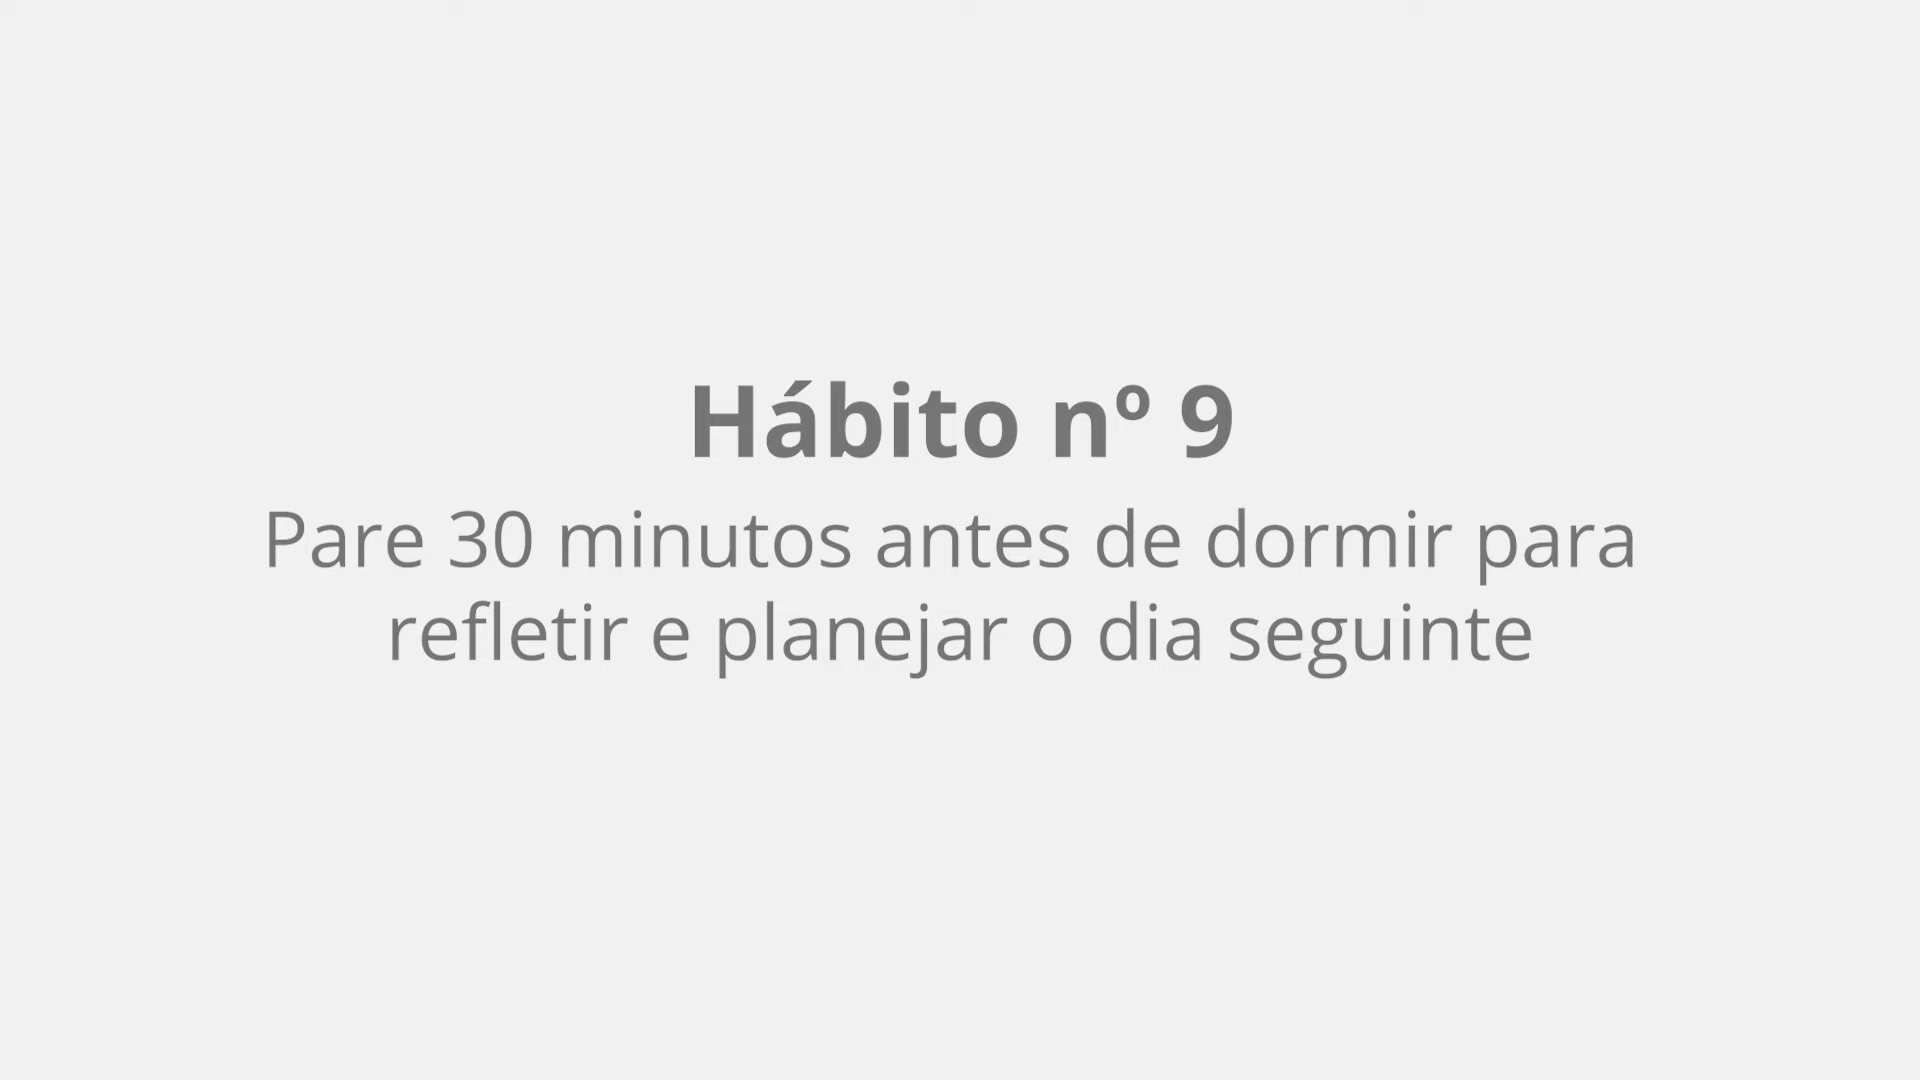 Hábito nº 9
Pare 30 minutos antes de dormir para
refletir e planejar o dia seguinte